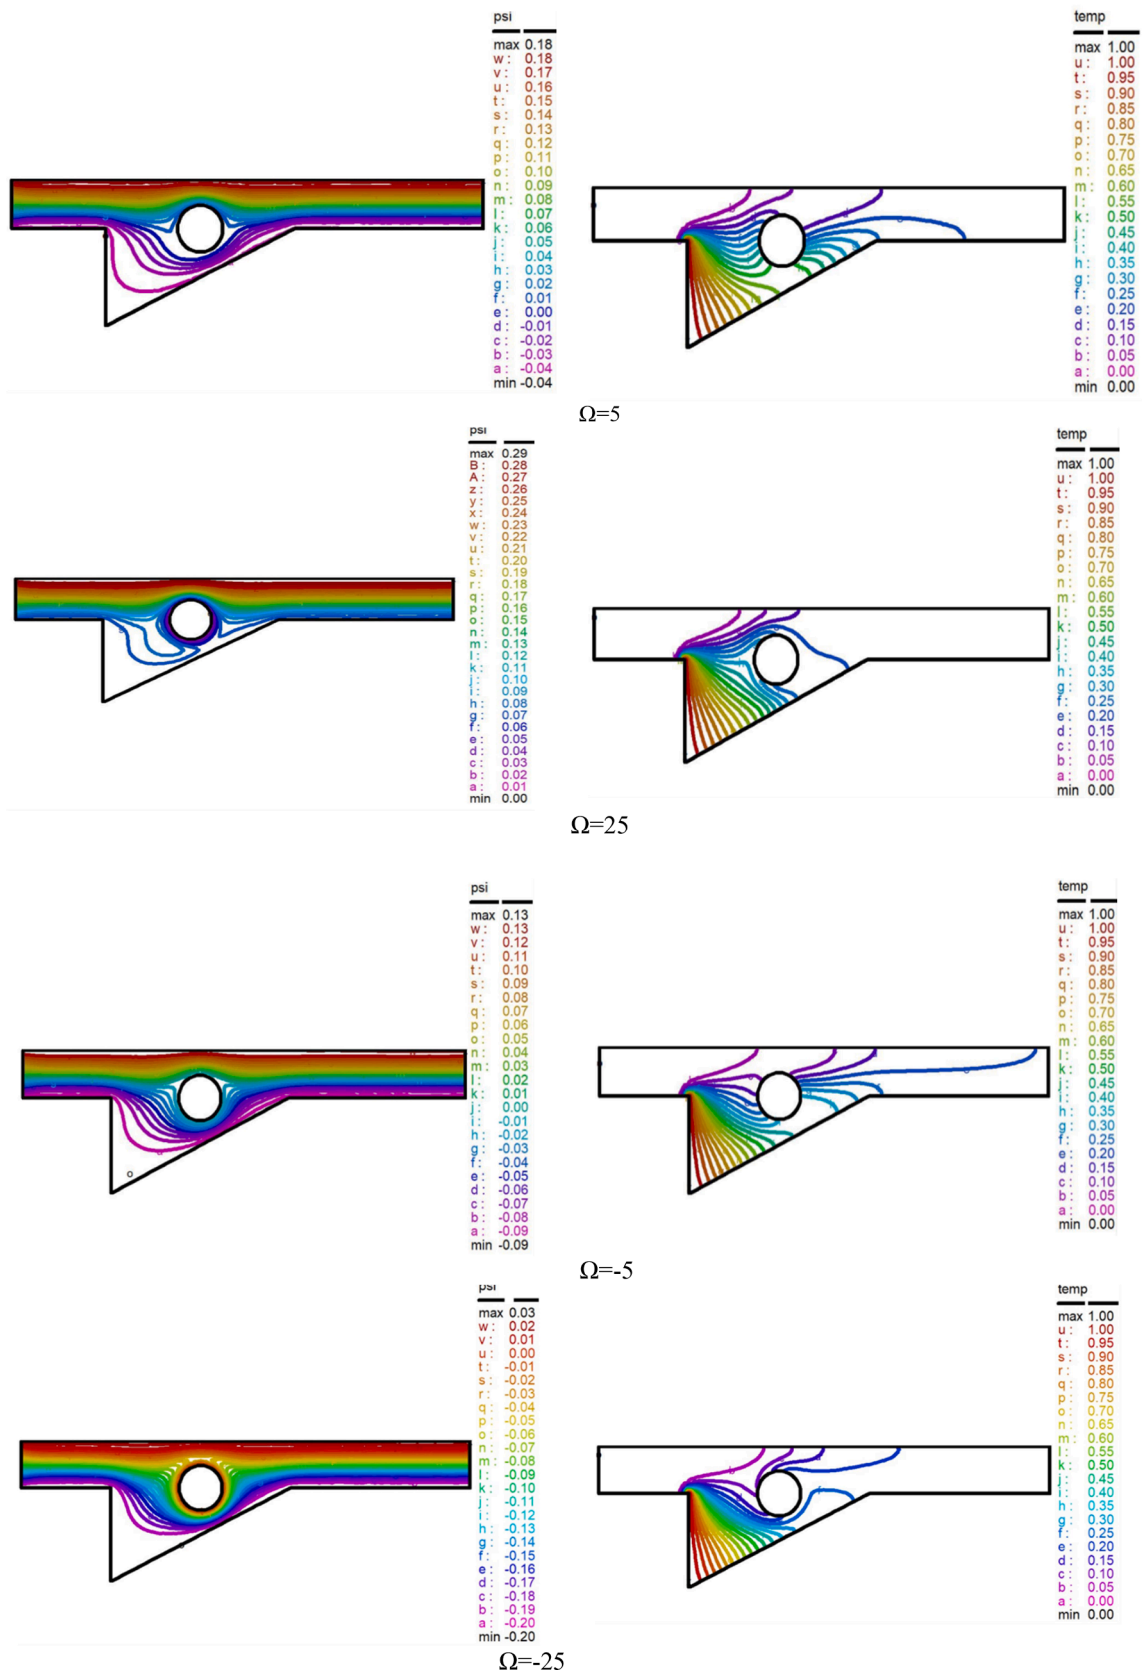 psi
max 0.18
w : 0.18
v : 0.17
u : 0.16
t : 0.15
s : 0.14
r : 0.13
q : 0.12
p : 0.11
o : 0.10
n : 0.09
m : 0.08
l : 0.07
k : 0.06
j : 0.05
i : 0.04
h : 0.03
g : 0.02
f : 0.01
e : 0.00
d : -0.01
c : -0.02
b : -0.03
a : -0.04
min -0.04
temp
max 1.00
u : 1.00
t : 0.95
s : 0.90
r : 0.85
q : 0.80
p : 0.75
o : 0.70
n : 0.65
m : 0.60
l : 0.55
k : 0.50
j : 0.45
i : 0.40
h : 0.35
g : 0.30
f : 0.25
e : 0.20
d : 0.15
c : 0.10
b : 0.05
a : 0.00
min 0.00
Ω=5
psi
max 0.29
B : 0.28
A : 0.27
z : 0.26
y : 0.25
x : 0.24
w : 0.23
v : 0.22
u : 0.21
t : 0.20
s : 0.19
r : 0.18
q : 0.17
p : 0.16
o : 0.15
n : 0.14
m : 0.13
l : 0.12
k : 0.11
j : 0.10
i : 0.09
h : 0.08
g : 0.07
f : 0.06
e : 0.05
d : 0.04
c : 0.03
b : 0.02
a : 0.01
min 0.00
temp
max 1.00
u : 1.00
t : 0.95
s : 0.90
r : 0.85
q : 0.80
p : 0.75
o : 0.70
n : 0.65
m : 0.60
l : 0.55
k : 0.50
j : 0.45
i : 0.40
h : 0.35
g : 0.30
f : 0.25
e : 0.20
d : 0.15
c : 0.10
b : 0.05
a : 0.00
min 0.00
Ω=25
psi
max 0.13
w : 0.13
v : 0.12
u : 0.11
t : 0.10
s : 0.09
r : 0.08
q : 0.07
p : 0.06
o : 0.05
n : 0.04
m : 0.03
l : 0.02
k : 0.01
j : 0.00
i : -0.01
h : -0.02
g : -0.03
f : -0.04
e : -0.05
d : -0.06
c : -0.07
b : -0.08
a : -0.09
min -0.09
temp
max 1.00
u : 1.00
t : 0.95
s : 0.90
r : 0.85
q : 0.80
p : 0.75
o : 0.70
n : 0.65
m : 0.60
l : 0.55
k : 0.50
j : 0.45
i : 0.40
h : 0.35
g : 0.30
f : 0.25
e : 0.20
d : 0.15
c : 0.10
b : 0.05
a : 0.00
min 0.00
Ω=-5
psi
max 0.03
w : 0.02
v : 0.01
u : 0.00
t : -0.01
s : -0.02
r : -0.03
q : -0.04
p : -0.05
o : -0.06
n : -0.07
m : -0.08
l : -0.09
k : -0.10
j : -0.11
i : -0.12
h : -0.13
g : -0.14
f : -0.15
e : -0.16
d : -0.17
c : -0.18
b : -0.19
a : -0.20
min -0.20
temp
max 1.00
u : 1.00
t : 0.95
s : 0.90
r : 0.85
q : 0.80
p : 0.75
o : 0.70
n : 0.65
m : 0.60
l : 0.55
k : 0.50
j : 0.45
i : 0.40
h : 0.35
g : 0.30
f : 0.25
e : 0.20
d : 0.15
c : 0.10
b : 0.05
a : 0.00
min 0.00
Ω=-25